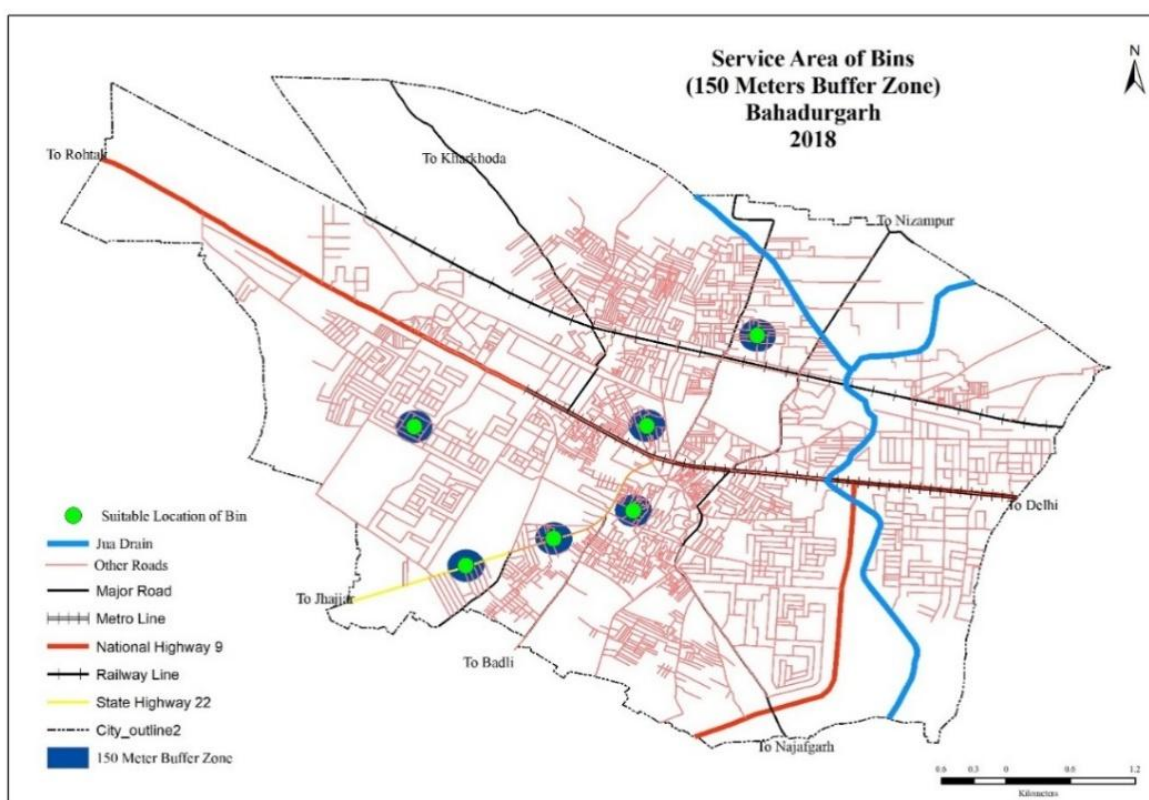 Service Area of Bins
(150 Meters Buffer Zone)
Bahadurgarh
2018
N
To Rohtak
To Kharkhoda
To Nizampur
To Delhi
To Jhajjar
To Badli
To Najafgarh
Suitable Location of Bin
Jua Drain
Other Roads
Major Road
Metro Line
National Highway 9
Railway Line
State Highway 22
City_outline2
150 Meter Buffer Zone
0.6 0.3 0 0.6 1.2
Kilometers